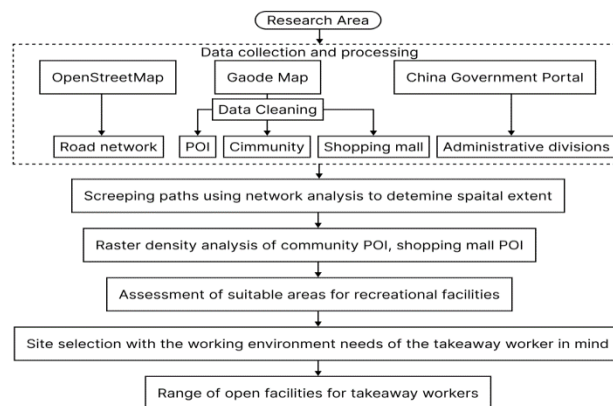 Research Area
Data collection and processing
OpenStreetMap
Gaode Map
China Government Portal
Data Cleaning
Road network
POI
Cimmunity
Shopping mall
Administrative divisions
Screeping paths using network analysis to detemine spaital extent
Raster density analysis of community POI, shopping mall POI
Assessment of suitable areas for recreational facilities
Site selection with the working environment needs of the takeaway worker in mind
Range of open facilities for takeaway workers